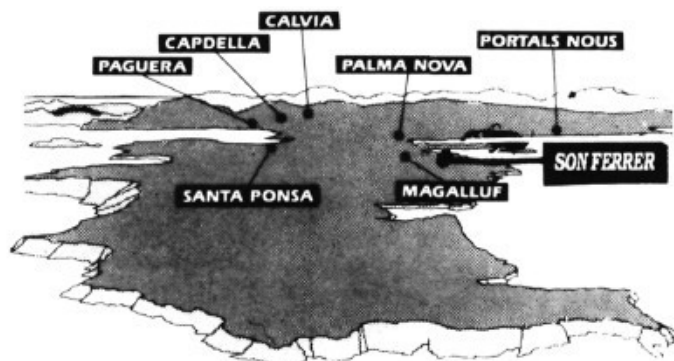 CALVIA
CAPDELLA
PORTALS NOUS
PAGUERA
PALMA NOVA
SON FERRER
SANTA PONSA
MAGALLUF